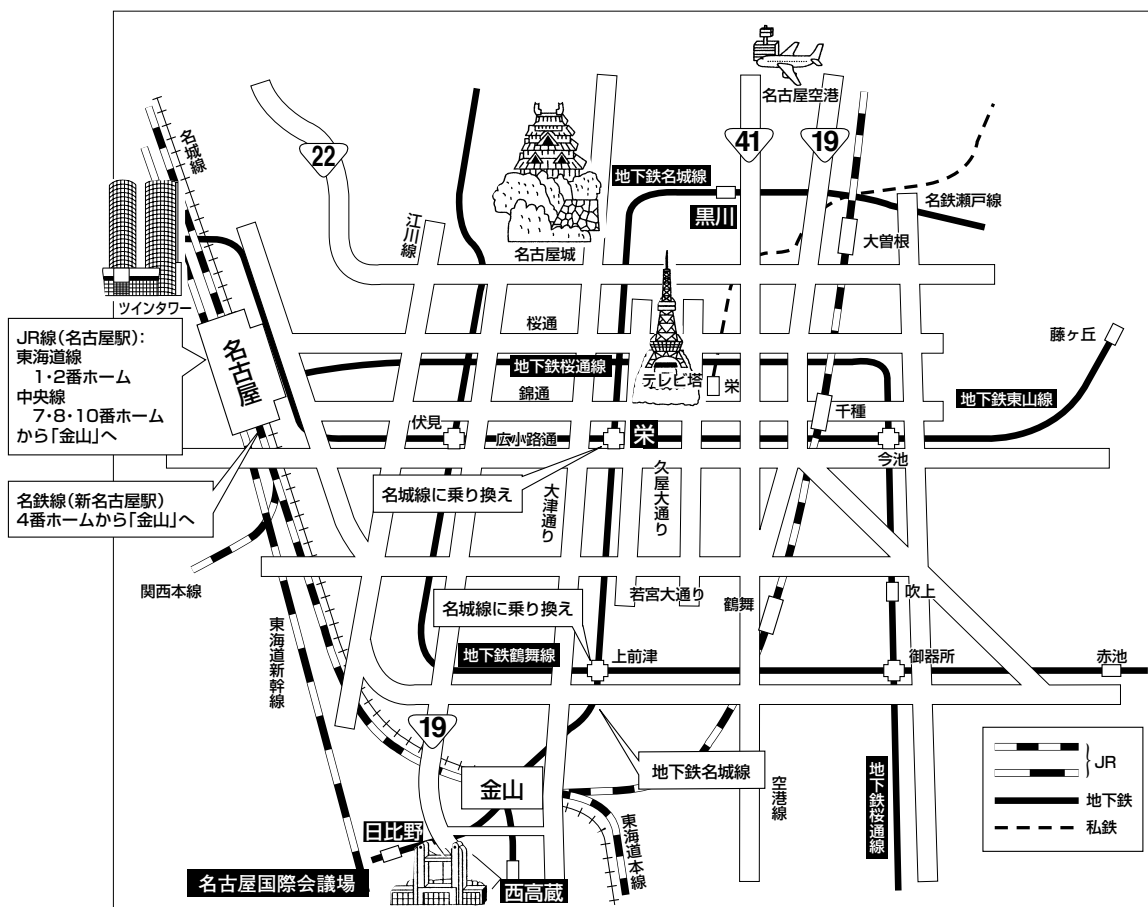 名古屋空港
名城線
22
41
19
地下鉄名城線
黒川
名鉄瀬戸線
江川線
名古屋城
大曽根
ツインタワー
桜通
藤ヶ丘
JR線(名古屋駅):
東海道線
1・2番ホーム
中央線
7・8・10番ホーム
から「金山」へ
名古屋
地下鉄桜通線
テレビ塔
栄
錦通
地下鉄東山線
千種
伏見
広小路通
栄
今池
名鉄線(新名古屋駅)
4番ホームから「金山」へ
名城線に乗り換え
大津通り
久屋大通り
関西本線
若宮大通り
鶴舞
吹上
名城線に乗り換え
東海道新幹線
地下鉄鶴舞線
上前津
御器所
赤池
19
地下鉄名城線
金山
空港線
地下鉄桜通線
JR
地下鉄
私鉄
東海道本線
日比野
名古屋国際会議場
西高蔵